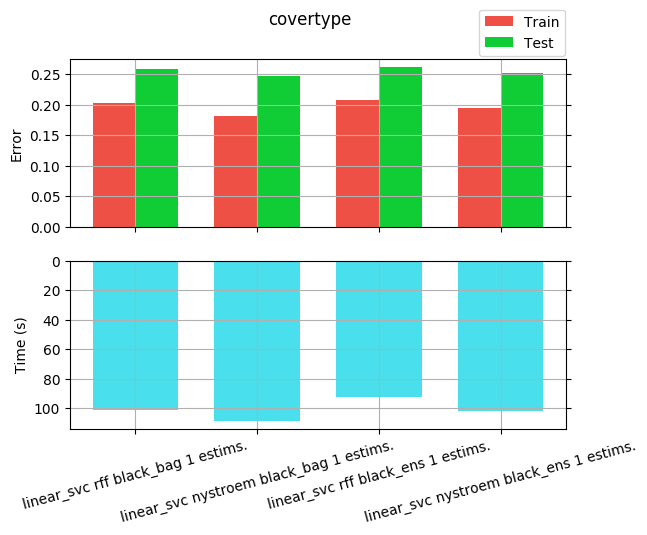 covertype
Train
Test
Error
0.25
0.20
0.15
0.10
0.05
0.00
Time (s)
0
20
40
60
80
100
linear_svc rff black_bag 1 estims.
linear_svc nystroem black_bag 1 estims.
linear_svc rff black_ens 1 estims.
linear_svc nystroem black_ens 1 estims.